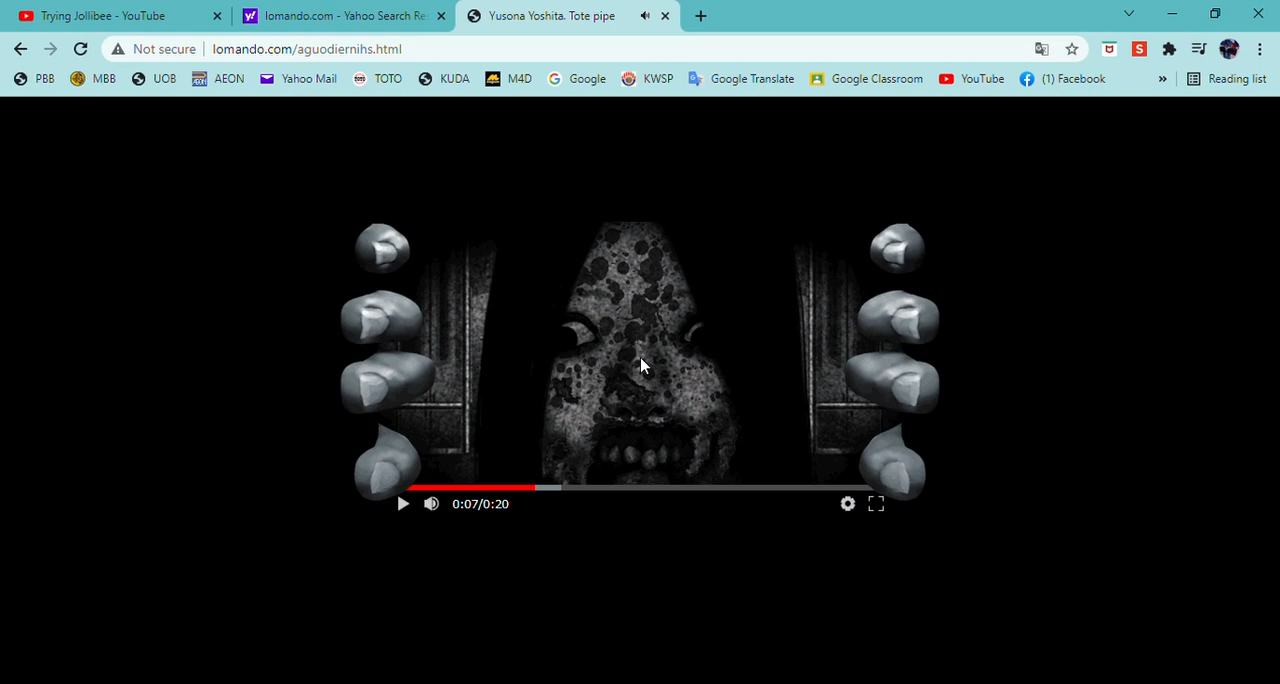 Trying Jollibee - YouTube
lomando.com - Yahoo Search Re
Yusona Yoshita. Tote pipe
Not secure
lomando.com/aguodiernihs.html
PBB
MBB
UOB
AEON
Yahoo Mail
TOTO
KUDA
M4D
Google
KWSP
Google Translate
Google Classroom
YouTube
(1) Facebook
»
Reading list
0:07/0:20